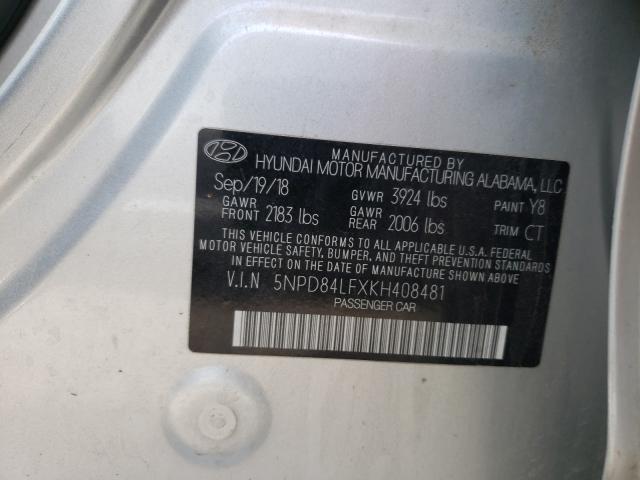 MANUFACTURED BY
HYUNDAI MOTOR MANUFACTURING ALABAMA, LLC
Sep/19/18 GVWR 3924 lbs PAINT Y8
GAWR FRONT 2183 lbs GAWR REAR 2006 lbs TRIM CT
THIS VEHICLE CONFORMS TO ALL APPLICABLE U.S.A. FEDERAL
MOTOR VEHICLE SAFETY, BUMPER, AND THEFT PREVENTION STANDARDS
IN EFFECT ON THE DATE OF MANUFACTURE SHOWN ABOVE
V.I.N 5NPD84LFXKH408481
PASSENGER CAR